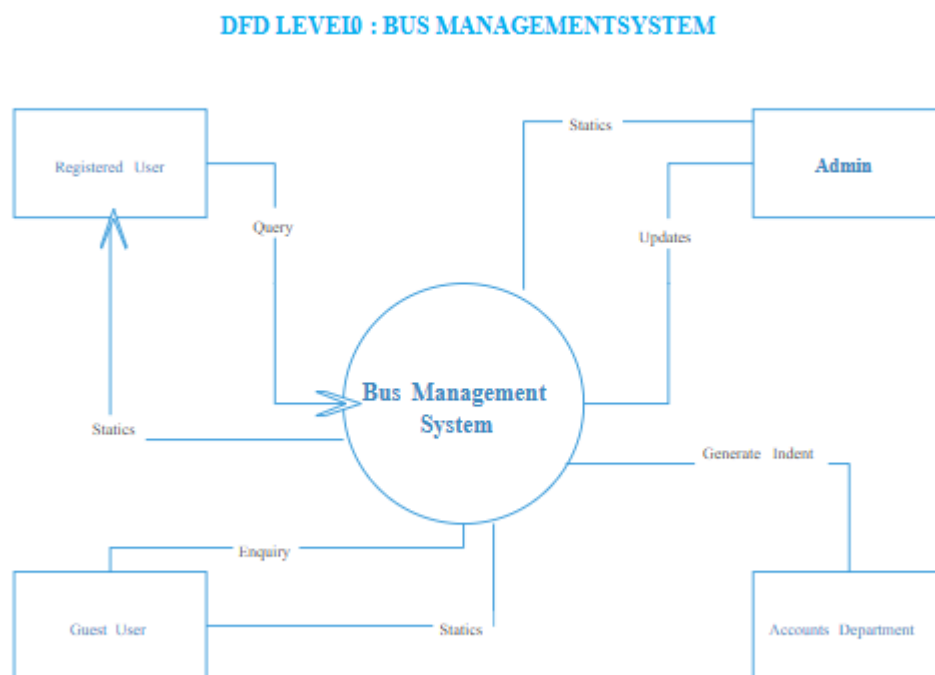 DFD LEVEL0 : BUS MANAGEMENTSYSTEM
Statics
Registered User
Admin
Query
Updates
Bus Management
System
Statics
Generate Indent
Enquiry
Guest User
Statics
Accounts Department